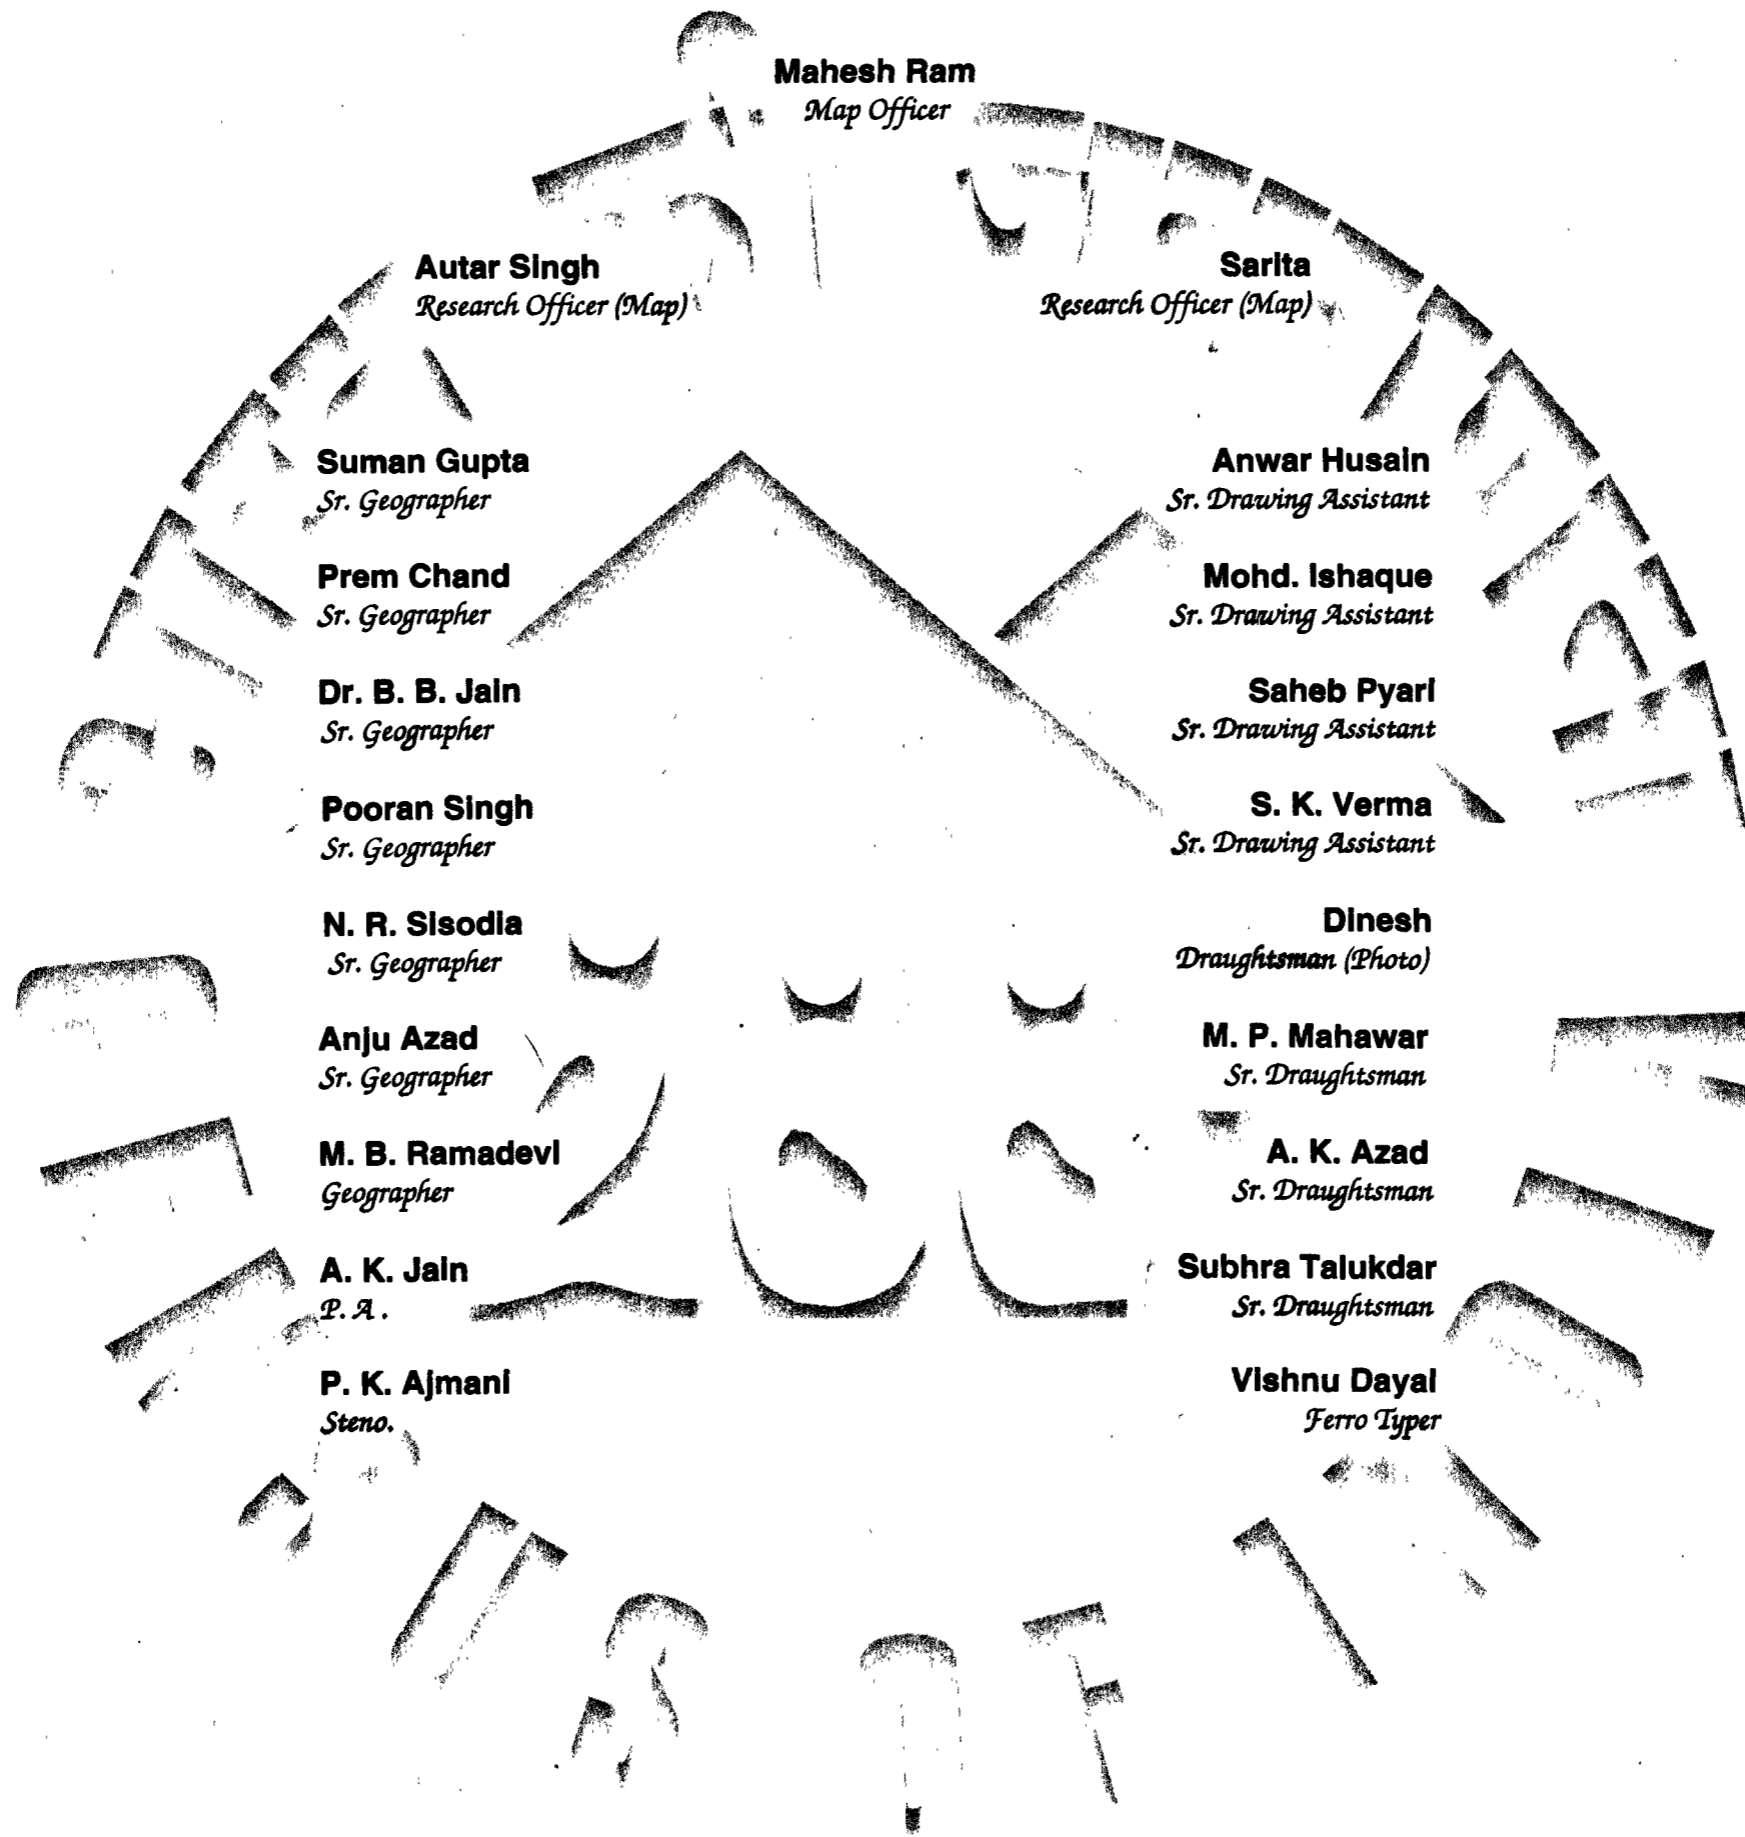 Mahesh Ram
Map Officer
Autar Singh
Research Officer (Map)
Sarita
Research Officer (Map)
Suman Gupta
Sr. Geographer
Prem Chand
Sr. Geographer
Dr. B. B. Jain
Sr. Geographer
Pooran Singh
Sr. Geographer
N. R. Sisodia
Sr. Geographer
Anju Azad
Sr. Geographer
M. B. Ramadevi
Geographer
A. K. Jain
P. A .
P. K. Ajmani
Steno.
Anwar Husain
Sr. Drawing Assistant
Mohd. Ishaque
Sr. Drawing Assistant
Saheb Pyari
Sr. Drawing Assistant
S. K. Verma
Sr. Drawing Assistant
Dinesh
Draughtsman (Photo)
M. P. Mahawar
Sr. Draughtsman
A. K. Azad
Sr. Draughtsman
Subhra Talukdar
Sr. Draughtsman
Vishnu Dayal
Ferro Typer